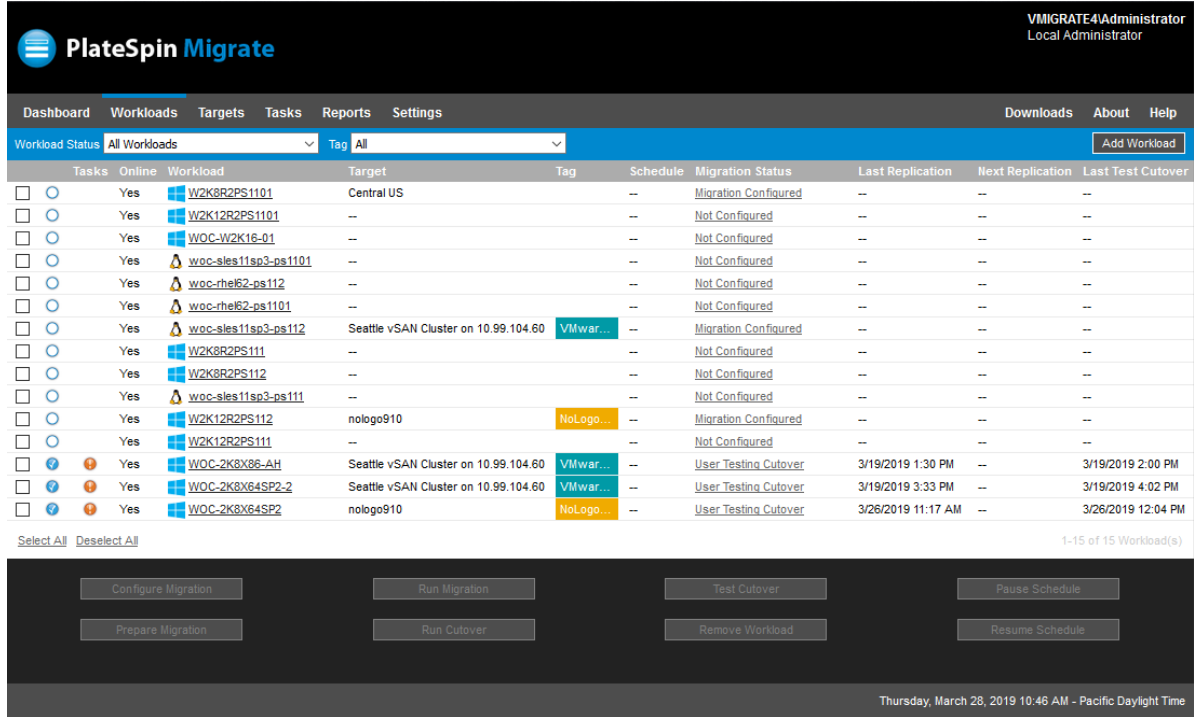 VMIGRATE4\Administrator
Local Administrator
PlateSpin Migrate
Dashboard Workloads Targets Tasks Reports Settings Downloads About Help
Workload Status All Workloads Tag All Add Workload
Tasks Online Workload Target Tag Schedule Migration Status Last Replication Next Replication Last Test Cutover
Yes W2K8R2PS1101 Central US -- Migration Configured -- -- --
Yes W2K12R2PS1101 -- -- Not Configured -- -- --
Yes WOC-W2K16-01 -- -- Not Configured -- -- --
Yes woc-sles11sp3-ps1101 -- -- Not Configured -- -- --
Yes woc-rhel62-ps112 -- -- Not Configured -- -- --
Yes woc-rhel62-ps1101 -- -- Not Configured -- -- --
Yes woc-sles11sp3-ps112 Seattle vSAN Cluster on 10.99.104.60 VMwar... -- Migration Configured -- -- --
Yes W2K8R2PS111 -- -- Not Configured -- -- --
Yes W2K8R2PS112 -- -- Not Configured -- -- --
Yes woc-sles11sp3-ps111 -- -- Not Configured -- -- --
Yes W2K12R2PS112 nologo910 NoLogo... -- Migration Configured -- -- --
Yes W2K12R2PS111 -- -- Not Configured -- -- --
Yes WOC-2K8X86-AH Seattle vSAN Cluster on 10.99.104.60 VMwar... -- User Testing Cutover 3/19/2019 1:30 PM -- 3/19/2019 2:00 PM
Yes WOC-2K8X64SP2-2 Seattle vSAN Cluster on 10.99.104.60 VMwar... -- User Testing Cutover 3/19/2019 3:33 PM -- 3/19/2019 4:02 PM
Yes WOC-2K8X64SP2 nologo910 NoLogo... -- User Testing Cutover 3/26/2019 11:17 AM -- 3/26/2019 12:04 PM
Select All Deselect All 1-15 of 15 Workload(s)
Configure Migration Run Migration Test Cutover Pause Schedule
Prepare Migration Run Cutover Remove Workload Resume Schedule
Thursday, March 28, 2019 10:46 AM - Pacific Daylight Time